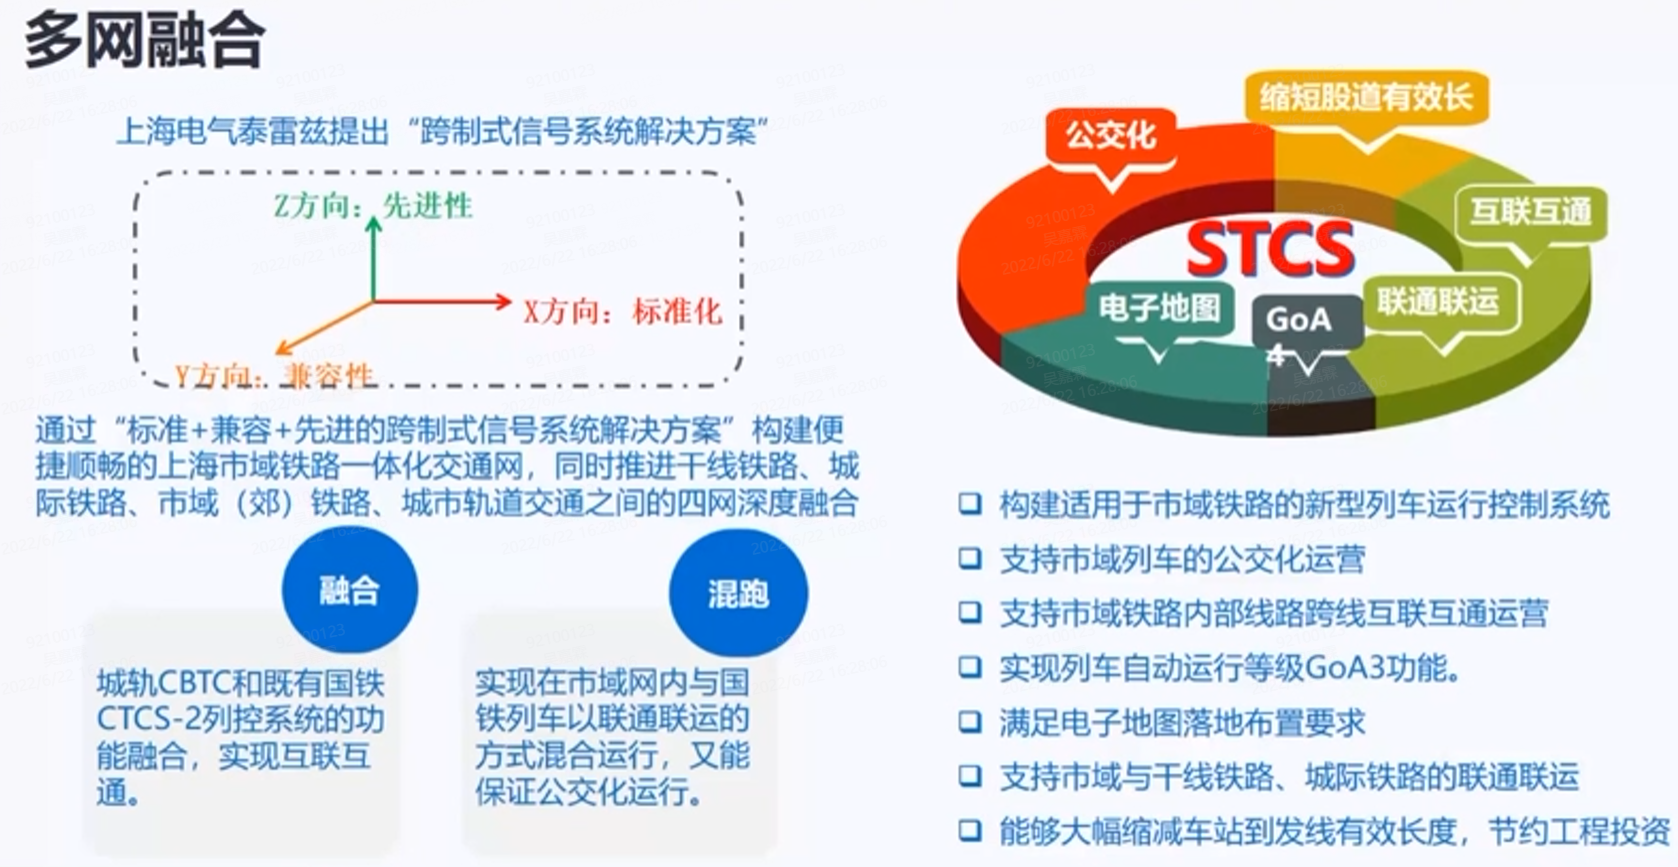 多网融合
上海电气泰雷兹提出“跨制式信号系统解决方案”
Z方向：先进性
X方向：标准化
Y方向：兼容性
通过“标准+兼容+先进的跨制式信号系统解决方案”构建便
捷顺畅的上海市域铁路一体化交通网，同时推进干线铁路、城
际铁路、市域（郊）铁路、城市轨道交通之间的四网深度融合
融合
城轨CBTC和既有国铁
CTCS-2列控系统的功
能融合，实现互联互
通。
混跑
实现在市域网内与国
铁列车以联通联运的
方式混合运行，又能
保证公交化运行。
缩短股道有效长
公交化
互联互通
STCS
电子地图
GoA
4
联通联运
构建适用于市域铁路的新型列车运行控制系统
支持市域列车的公交化运营
支持市域铁路内部线路跨线互联互通运营
实现列车自动运行等级GoA3功能。
满足电子地图落地布置要求
支持市域与干线铁路、城际铁路的联通联运
能够大幅缩减车站到发线有效长度，节约工程投资
92100123
2022/6/22 16:28:06